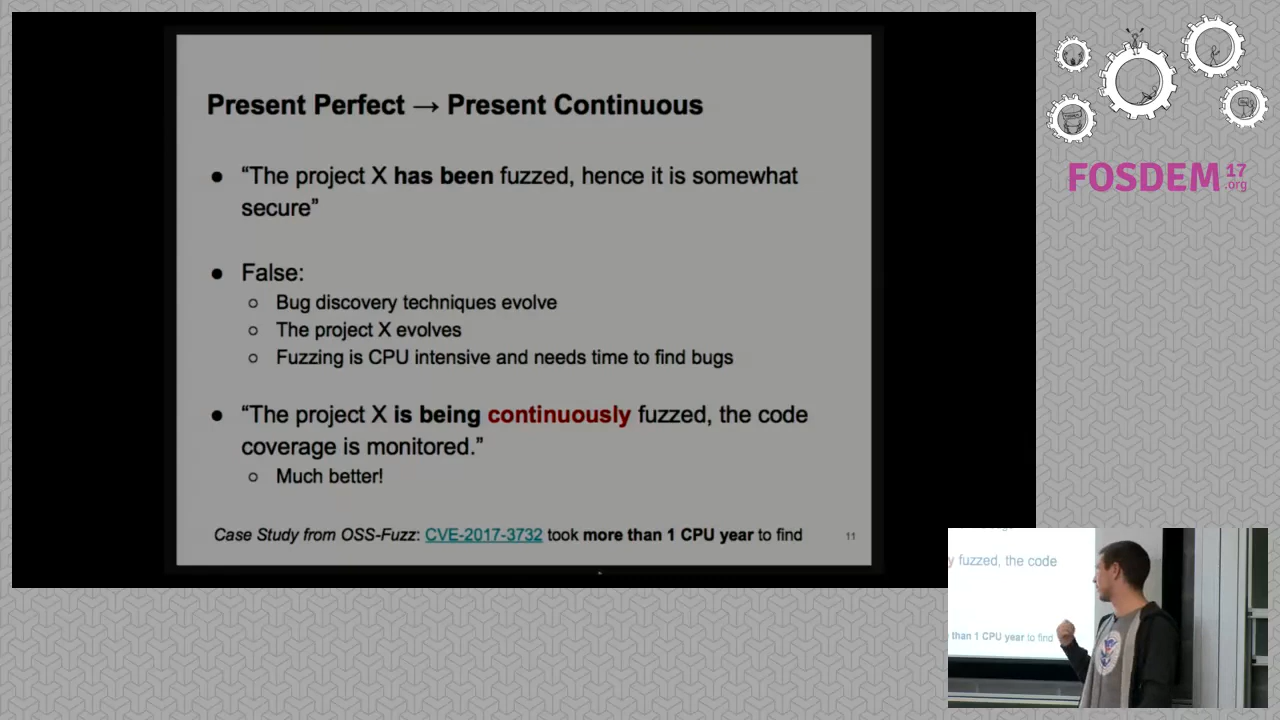 Present Perfect → Present Continuous
● “The project X has been fuzzed, hence it is somewhat
secure”
● False:
○ Bug discovery techniques evolve
○ The project X evolves
○ Fuzzing is CPU intensive and needs time to find bugs
● “The project X is being continuously fuzzed, the code
coverage is monitored.”
○ Much better!
Case Study from OSS-Fuzz: CVE-2017-3732 took more than 1 CPU year to find
11
FOSDEM 17
.org
y fuzzed, the code
than 1 CPU year to find